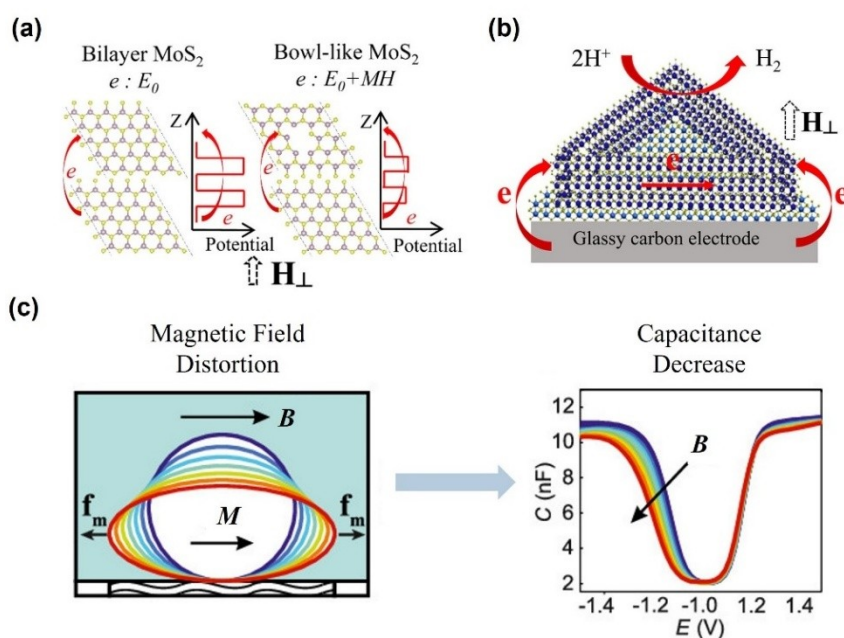 (a)
Bilayer MoS₂
e : E₀
Bowl-like MoS₂
e : E₀+MH
Z
Z
e
e
e
e
Potential
Potential
H⊥
(b)
2H⁺
H₂
H⊥
e
e
e
Glassy carbon electrode
(c)
Magnetic Field
Distortion
B
fm
M
fm
Capacitance
Decrease
C (nF)
12
10
8
6
4
2
B
-1.4
-1.2
-1.0
1.2
1.4
E (V)